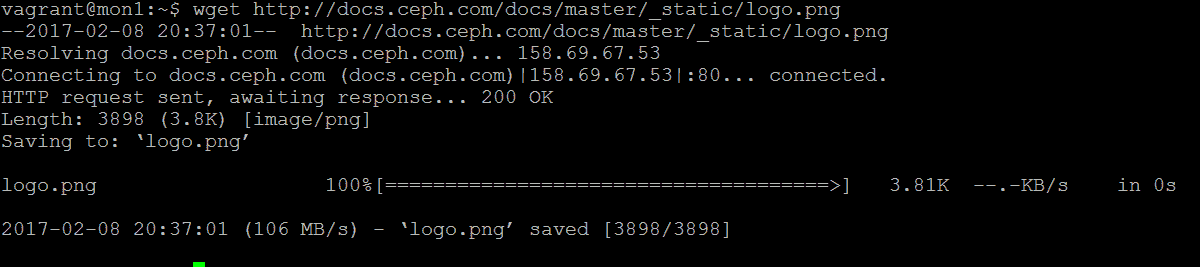 vagrant@mon1:~$ wget http://docs.ceph.com/docs/master/_static/logo.png
--2017-02-08 20:37:01--  http://docs.ceph.com/docs/master/_static/logo.png
Resolving docs.ceph.com (docs.ceph.com)... 158.69.67.53
Connecting to docs.ceph.com (docs.ceph.com)|158.69.67.53|:80... connected.
HTTP request sent, awaiting response... 200 OK
Length: 3898 (3.8K) [image/png]
Saving to: ‘logo.png’
logo.png                   100%[=====================================>]   3.81K  --.-KB/s    in 0s
2017-02-08 20:37:01 (106 MB/s) - ‘logo.png’ saved [3898/3898]